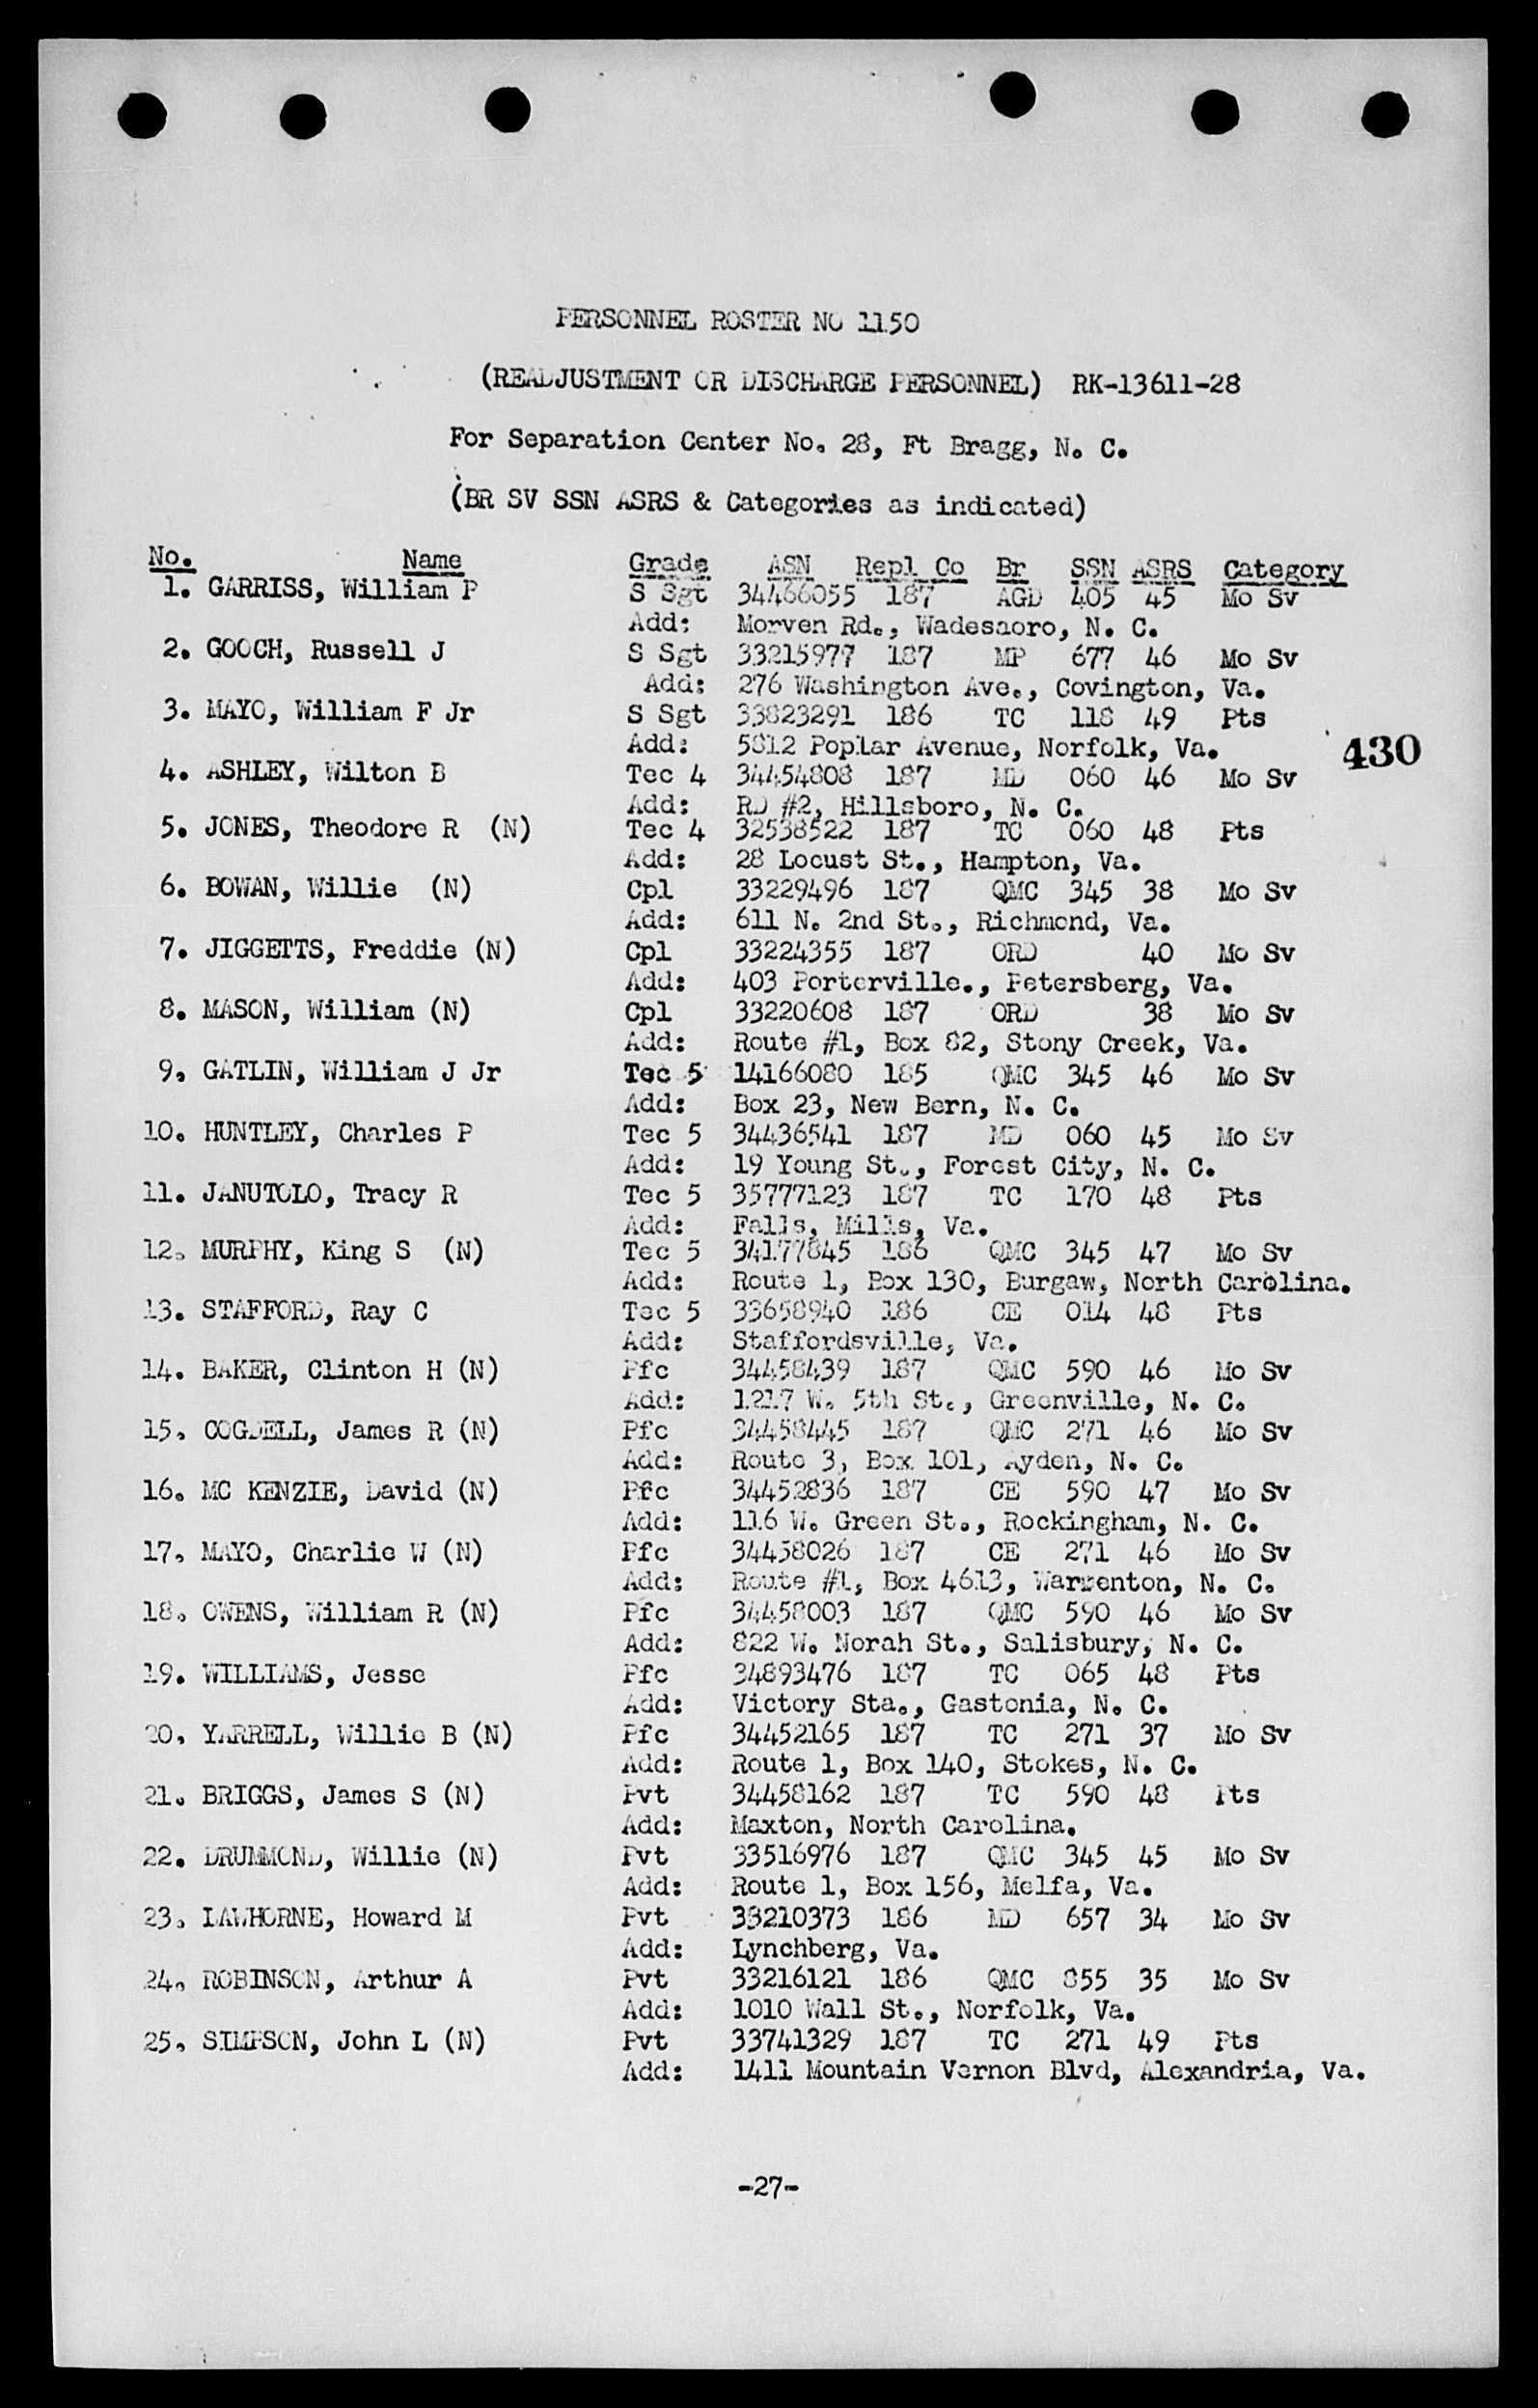 PERSONNEL ROSTER NO 1150
(READJUSTMENT OR DISCHARGE PERSONNEL) RK-13611-28
For Separation Center No. 28, Ft Bragg, N. C.
(BR SV SSN ASRS & Categories as indicated)
No. Name Grade ASN Repl Co Br SSN ASRS Category
1. GARRISS, William P S Sgt 34466055 187 AGD 405 45 Mo Sv
Add: Morven Rd., Wadesaoro, N. C.
2. GOOCH, Russell J S Sgt 33215977 187 MP 677 46 Mo Sv
Add: 276 Washington Ave., Covington, Va.
3. MAYO, William F Jr S Sgt 33823291 186 TC 118 49 Pts
Add: 5812 Poplar Avenue, Norfolk, Va.
430
4. ASHLEY, Wilton B Tec 4 34454808 187 MD 060 46 Mo Sv
Add: RD #2, Hillsboro, N. C.
5. JONES, Theodore R (N) Tec 4 32538522 187 TC 060 48 Pts
Add: 28 Locust St., Hampton, Va.
6. BOWAN, Willie (N) Cpl 33229496 187 QMC 345 38 Mo Sv
Add: 611 N. 2nd St., Richmond, Va.
7. JIGGETTS, Freddie (N) Cpl 33224355 187 ORD 40 Mo Sv
Add: 403 Porterville., Petersberg, Va.
8. MASON, William (N) Cpl 33220608 187 ORD 38 Mo Sv
Add: Route #1, Box 82, Stony Creek, Va.
9. GATLIN, William J Jr Tec 5 14166080 185 QMC 345 46 Mo Sv
Add: Box 23, New Bern, N. C.
10. HUNTLEY, Charles P Tec 5 34436541 187 MD 060 45 Mo Sv
Add: 19 Young St., Forest City, N. C.
11. JANUTOLO, Tracy R Tec 5 35777123 187 TC 170 48 Pts
Add: Falls, Mills, Va.
12. MURPHY, King S (N) Tec 5 34177845 186 QMC 345 47 Mo Sv
Add: Route 1, Box 130, Burgaw, North Carolina.
13. STAFFORD, Ray C Tec 5 33658940 186 CE 014 48 Pts
Add: Staffordsville, Va.
14. BAKER, Clinton H (N) Pfc 34458439 187 QMC 590 46 Mo Sv
Add: 1217 W. 5th St., Greenville, N. C.
15. COGDELL, James R (N) Pfc 34458445 187 QMC 271 46 Mo Sv
Add: Route 3, Box 101, Ayden, N. C.
16. MC KENZIE, David (N) Pfc 34452836 187 CE 590 47 Mo Sv
Add: 116 W. Green St., Rockingham, N. C.
17. MAYO, Charlie W (N) Pfc 34458026 187 CE 271 46 Mo Sv
Add: Route #1, Box 4613, Warrenton, N. C.
18. OWENS, William R (N) Pfc 34458003 187 QMC 590 46 Mo Sv
Add: 822 W. Norah St., Salisbury, N. C.
19. WILLIAMS, Jesse Pfc 34893476 187 TC 065 48 Pts
Add: Victory Sta., Gastonia, N. C.
20. YARRELL, Willie B (N) Pfc 34452165 187 TC 271 37 Mo Sv
Add: Route 1, Box 140, Stokes, N. C.
21. BRIGGS, James S (N) Pvt 34458162 187 TC 590 48 Pts
Add: Maxton, North Carolina.
22. DRUMMOND, Willie (N) Pvt 33516976 187 QMC 345 45 Mo Sv
Add: Route 1, Box 156, Melfa, Va.
23. LAWHORNE, Howard M Pvt 33210373 186 MD 657 34 Mo Sv
Add: Lynchberg, Va.
24. ROBINSON, Arthur A Pvt 33216121 186 QMC 855 35 Mo Sv
Add: 1010 Wall St., Norfolk, Va.
25. SIMPSON, John L (N) Pvt 33741329 187 TC 271 49 Pts
Add: 1411 Mountain Vernon Blvd, Alexandria, Va.
-27-